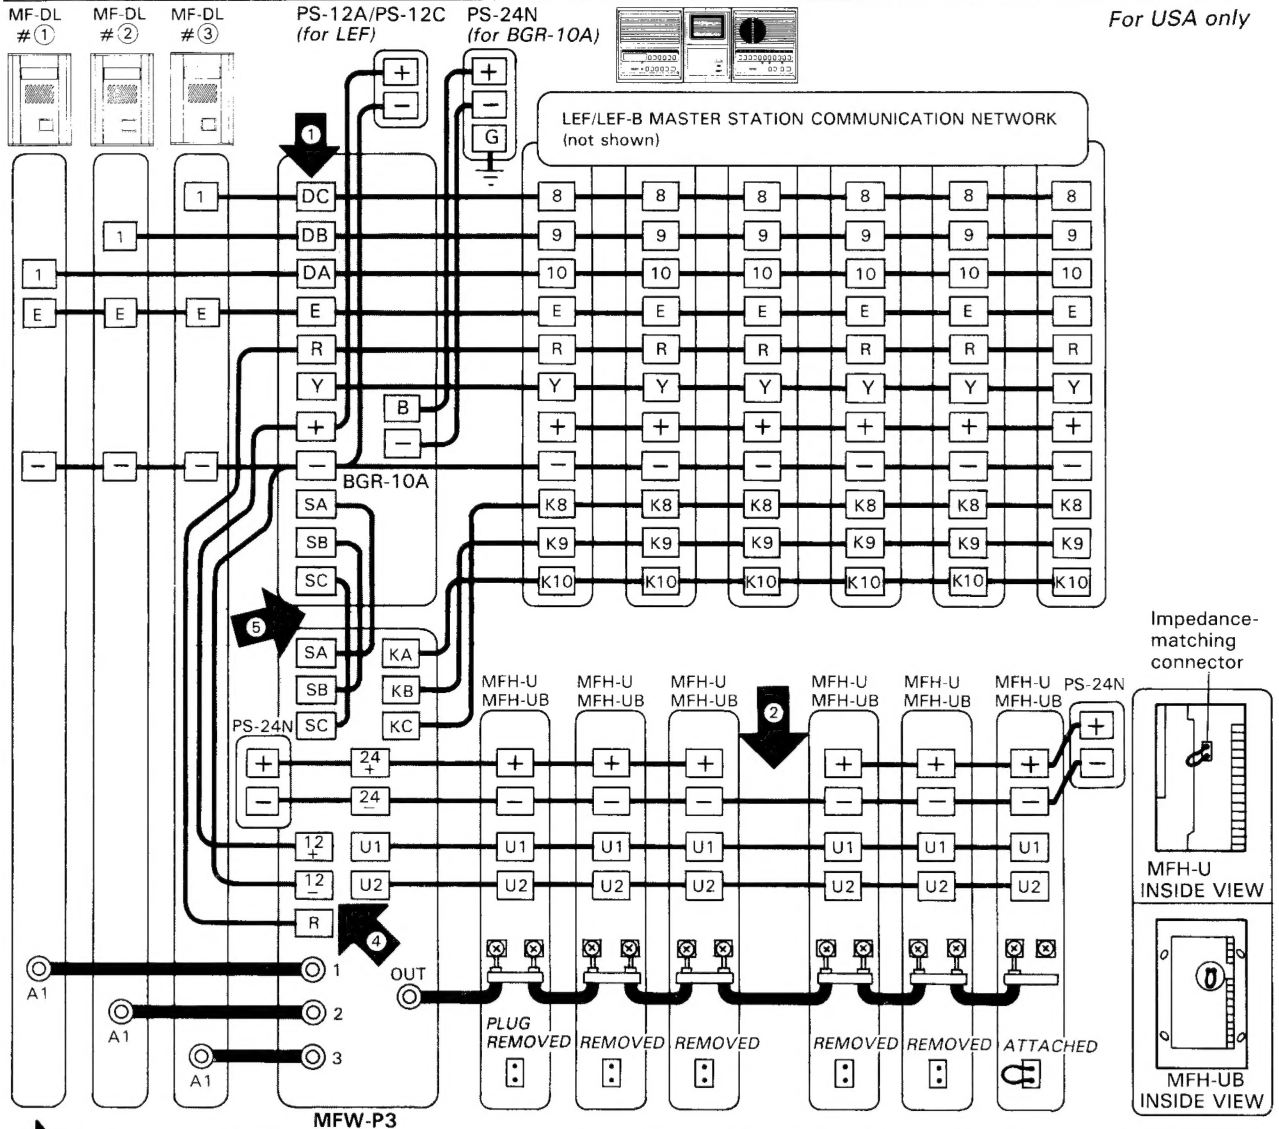 MF-DL MF-DL MF-DL PS-12A/PS-12C PS-24N For USA only
#① #② #③ (for LEF) (for BGR-10A)
+ +
− −
G
①
LEF/LEF-B MASTER STATION COMMUNICATION NETWORK
(not shown)
1 DC 8 8 8 8 8 8
1 DB 9 9 9 9 9 9
1 DA 10 10 10 10 10 10
E E E E E E E E E E
R R R R R R R
Y Y Y Y Y Y Y
B
+ + + + + + +
−
− − − − − − − − − −
BGR-10A
SA K8 K8 K8 K8 K8 K8
SB K9 K9 K9 K9 K9 K9
SC K10 K10 K10 K10 K10 K10
⑤
SA KA
SB KB
SC KC
Impedance-
matching
connector
MFH-U MFH-U MFH-U MFH-U MFH-U MFH-U PS-24N
MFH-UB MFH-UB MFH-UB MFH-UB MFH-UB MFH-UB
②
PS-24N
+
−
+ 24+ + + + + + +
− 24− − − − − − −
12+ U1 U1 U1 U1 U1 U1 U1
12− U2 U2 U2 U2 U2 U2 U2
R
④
MFH-U
INSIDE VIEW
A1 1 OUT
A1 2
A1 3
PLUG
REMOVED REMOVED REMOVED REMOVED REMOVED ATTACHED
MFH-UB
INSIDE VIEW
MFW-P3